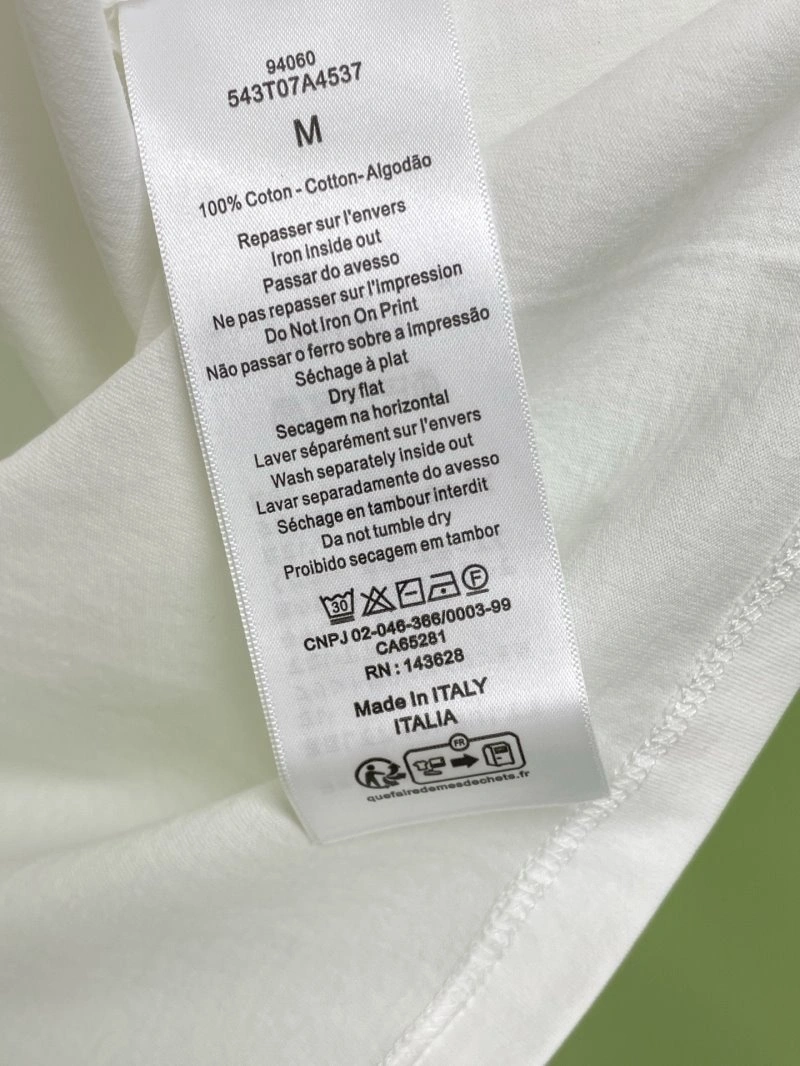 94060
543T07A4537
M
100% Coton - Cotton- Algodão
Repasser sur l'envers
Iron inside out
Passar do avesso
Ne pas repasser sur l'impression
Do Not Iron On Print
Não passar o ferro sobre a impressão
Séchage à plat
Dry flat
Secagem na horizontal
Laver séparément sur l'envers
Wash separately inside out
Lavar separadamente do avesso
Séchage en tambour interdit
Da not tumble dry
Proibido secagem em tambor
30
F
CNPJ 02-046-366/0003-99
CA65281
RN : 143628
Made In ITALY
ITALIA
FR
quefairedemesdechets.fr